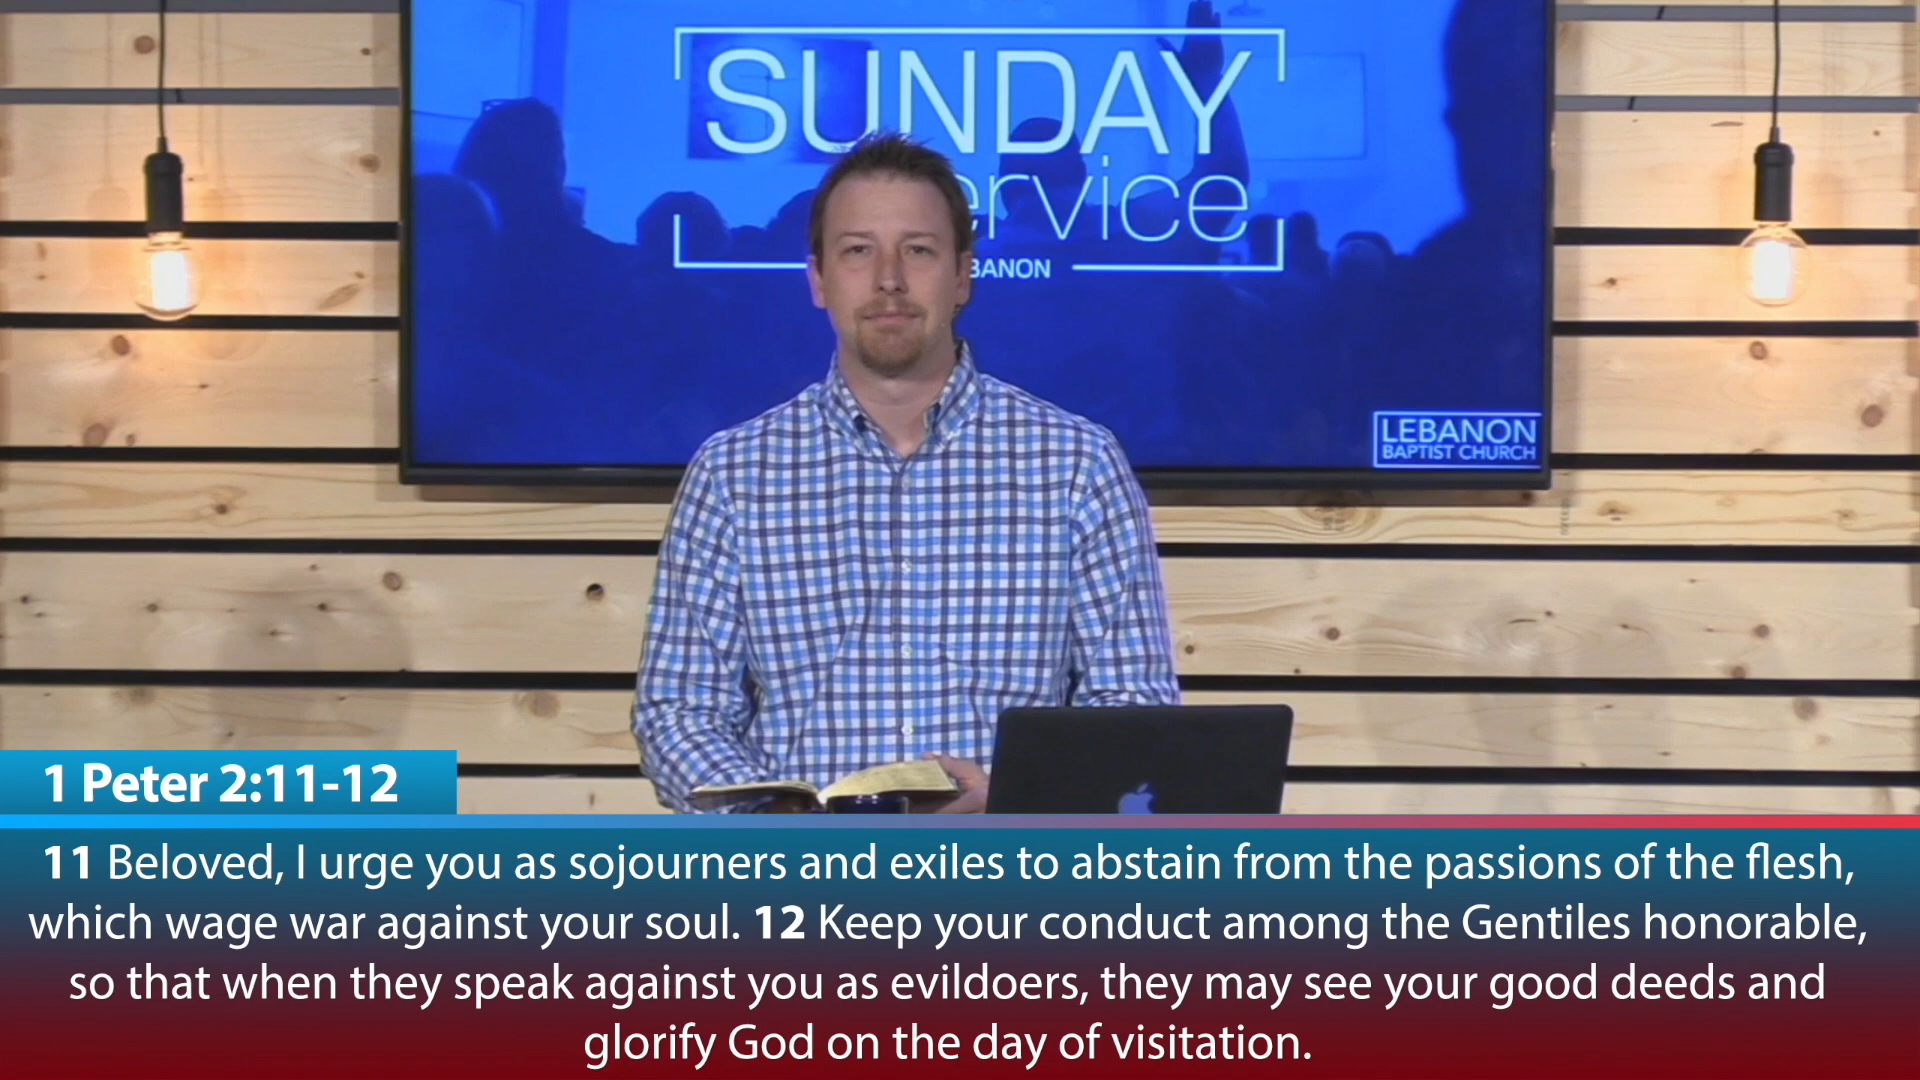 SUNDAY
ervice
BANON
LEBANON
BAPTIST CHURCH
1 Peter 2:11-12
11 Beloved, I urge you as sojourners and exiles to abstain from the passions of the flesh,
which wage war against your soul. 12 Keep your conduct among the Gentiles honorable,
so that when they speak against you as evildoers, they may see your good deeds and
glorify God on the day of visitation.